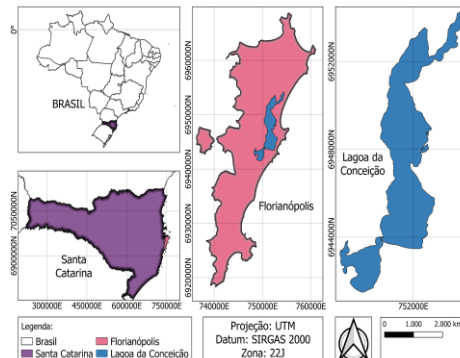 0°
BRASIL
Santa
Catarina
7050000N
6900000N
300000E
450000E
600000E
750000E
6960000N
6950000N
6940000N
6930000N
6920000N
Florianópolis
740000E
750000E
760000E
6952000N
6948000N
6944000N
Lagoa da
Conceição
752000E
Legenda:
Brasil
Florianópolis
Santa Catarina
Lagoa da Conceição
Projeção: UTM
Datum: SIRGAS 2000
Zona: 22J
0
1.000
2.000 km